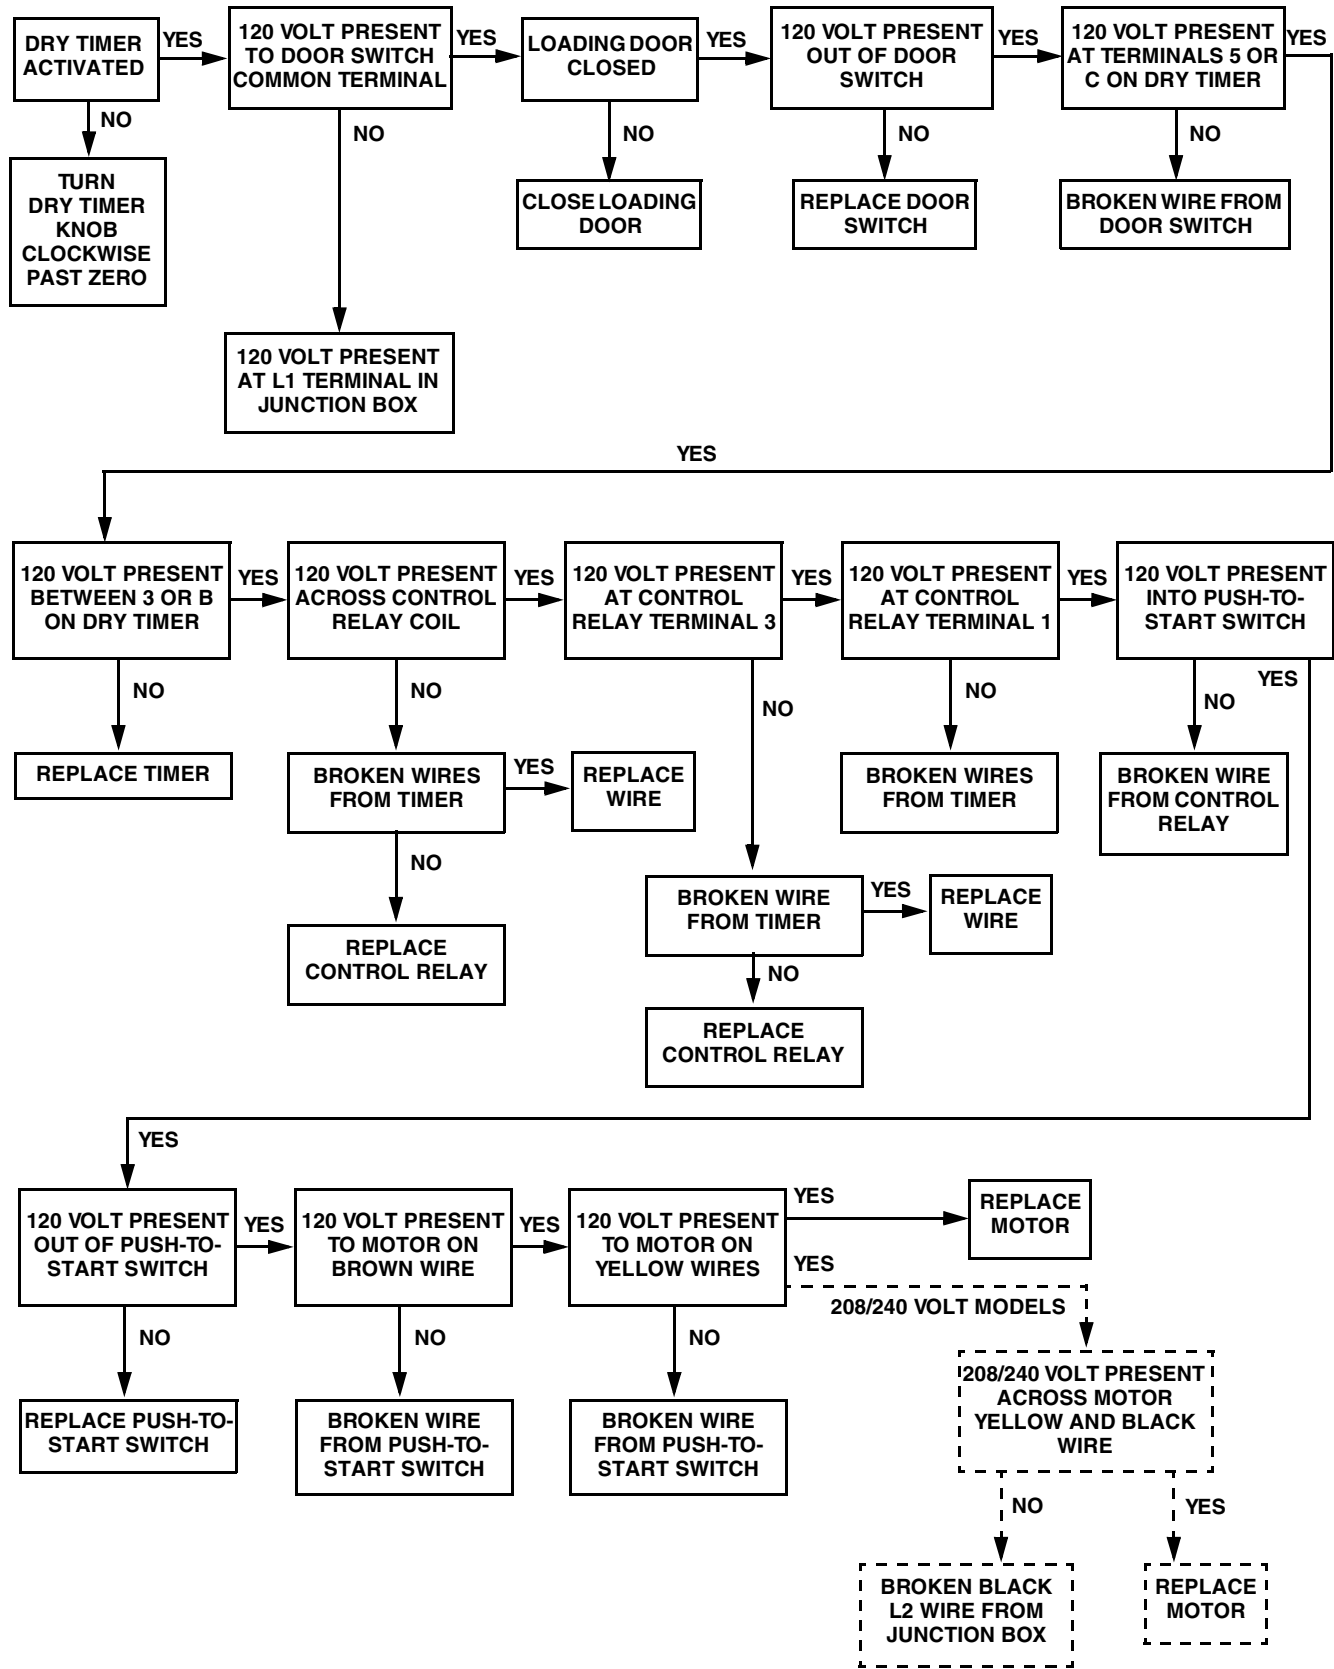 DRY TIMER
ACTIVATED
YES
NO
TURN
DRY TIMER
KNOB
CLOCKWISE
PAST ZERO
120 VOLT PRESENT
TO DOOR SWITCH
COMMON TERMINAL
YES
NO
120 VOLT PRESENT
AT L1 TERMINAL IN
JUNCTION BOX
LOADING DOOR
CLOSED
YES
NO
CLOSE LOADING
DOOR
120 VOLT PRESENT
OUT OF DOOR
SWITCH
YES
NO
REPLACE DOOR
SWITCH
120 VOLT PRESENT
AT TERMINALS 5 OR
C ON DRY TIMER
YES
NO
BROKEN WIRE FROM
DOOR SWITCH
YES
120 VOLT PRESENT
BETWEEN 3 OR B
ON DRY TIMER
YES
NO
REPLACE TIMER
120 VOLT PRESENT
ACROSS CONTROL
RELAY COIL
YES
NO
BROKEN WIRES
FROM TIMER
YES
REPLACE
WIRE
NO
REPLACE
CONTROL RELAY
120 VOLT PRESENT
AT CONTROL
RELAY TERMINAL 3
YES
NO
BROKEN WIRE
FROM TIMER
YES
REPLACE
WIRE
NO
REPLACE
CONTROL RELAY
120 VOLT PRESENT
AT CONTROL
RELAY TERMINAL 1
YES
NO
BROKEN WIRES
FROM TIMER
120 VOLT PRESENT
INTO PUSH-TO-
START SWITCH
YES
NO
BROKEN WIRE
FROM CONTROL
RELAY
YES
120 VOLT PRESENT
OUT OF PUSH-TO-
START SWITCH
YES
NO
REPLACE PUSH-TO-
START SWITCH
120 VOLT PRESENT
TO MOTOR ON
BROWN WIRE
YES
NO
BROKEN WIRE
FROM PUSH-TO-
START SWITCH
120 VOLT PRESENT
TO MOTOR ON
YELLOW WIRES
YES
REPLACE
MOTOR
YES
208/240 VOLT MODELS
NO
BROKEN WIRE
FROM PUSH-TO-
START SWITCH
208/240 VOLT PRESENT
ACROSS MOTOR
YELLOW AND BLACK
WIRE
NO
YES
BROKEN BLACK
L2 WIRE FROM
JUNCTION BOX
REPLACE
MOTOR